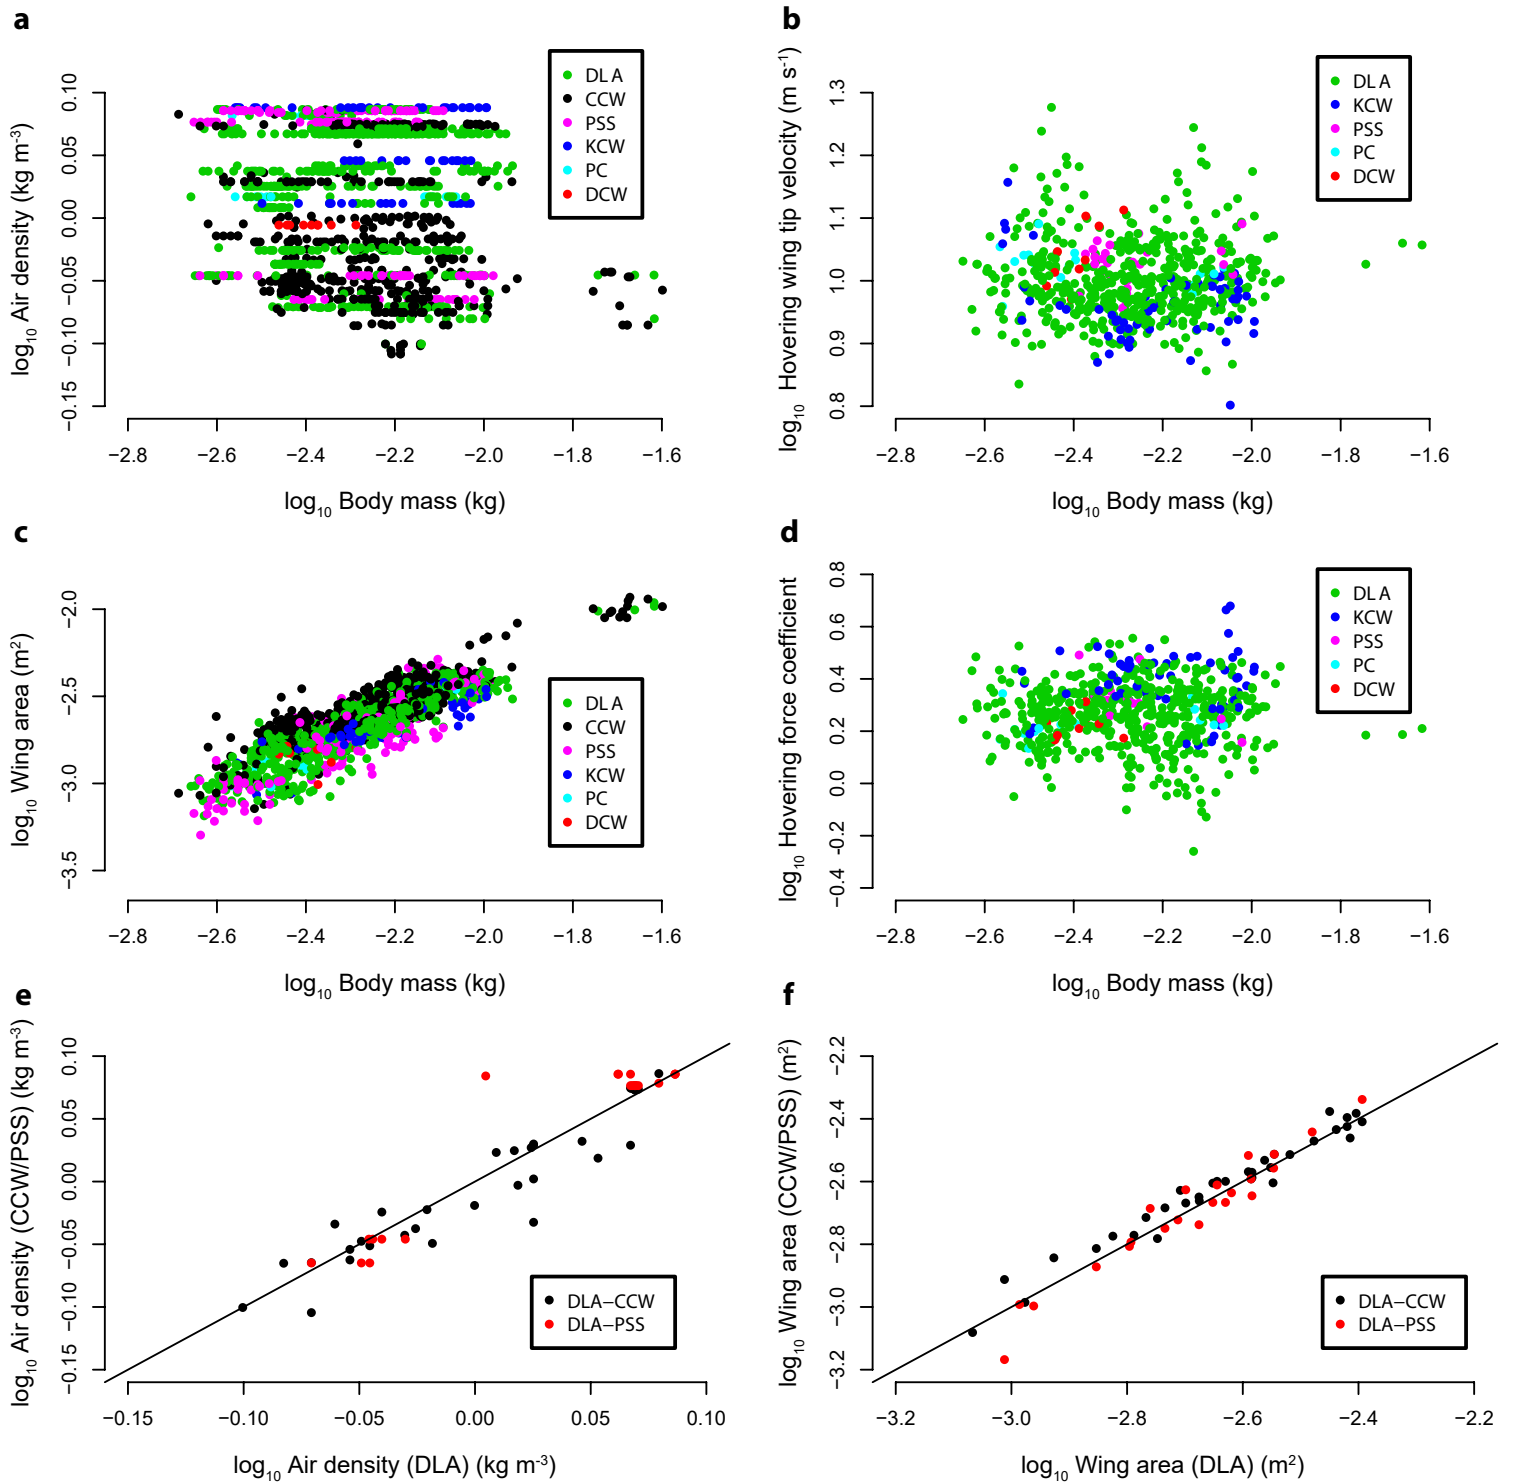 a
log10 Air density (kg m-3)
0.10
0.05
0.00
−0.05
−0.10
−0.15
DLA
CCW
PSS
KCW
PC
DCW
−2.8 −2.6 −2.4 −2.2 −2.0 −1.8 −1.6
log10 Body mass (kg)
b
log10 Hovering wing tip velocity (m s-1)
1.3
1.2
1.1
1.0
0.9
0.8
DLA
KCW
PSS
PC
DCW
−2.8 −2.6 −2.4 −2.2 −2.0 −1.8 −1.6
log10 Body mass (kg)
c
log10 Wing area (m2)
−2.0
−2.5
−3.0
−3.5
DLA
CCW
PSS
KCW
PC
DCW
−2.8 −2.6 −2.4 −2.2 −2.0 −1.8 −1.6
log10 Body mass (kg)
d
log10 Hovering force coefficient
0.8
0.6
0.4
0.2
0.0
−0.2
−0.4
DLA
KCW
PSS
PC
DCW
−2.8 −2.6 −2.4 −2.2 −2.0 −1.8 −1.6
log10 Body mass (kg)
e
log10 Air density (CCW/PSS) (kg m-3)
0.10
0.05
0.00
−0.05
−0.10
−0.15
DLA−CCW
DLA−PSS
−0.15 −0.10 −0.05 0.00 0.05 0.10
log10 Air density (DLA) (kg m-3)
f
log10 Wing area (CCW/PSS) (m2)
−2.2
−2.4
−2.6
−2.8
−3.0
−3.2
DLA−CCW
DLA−PSS
−3.2 −3.0 −2.8 −2.6 −2.4 −2.2
log10 Wing area (DLA) (m2)